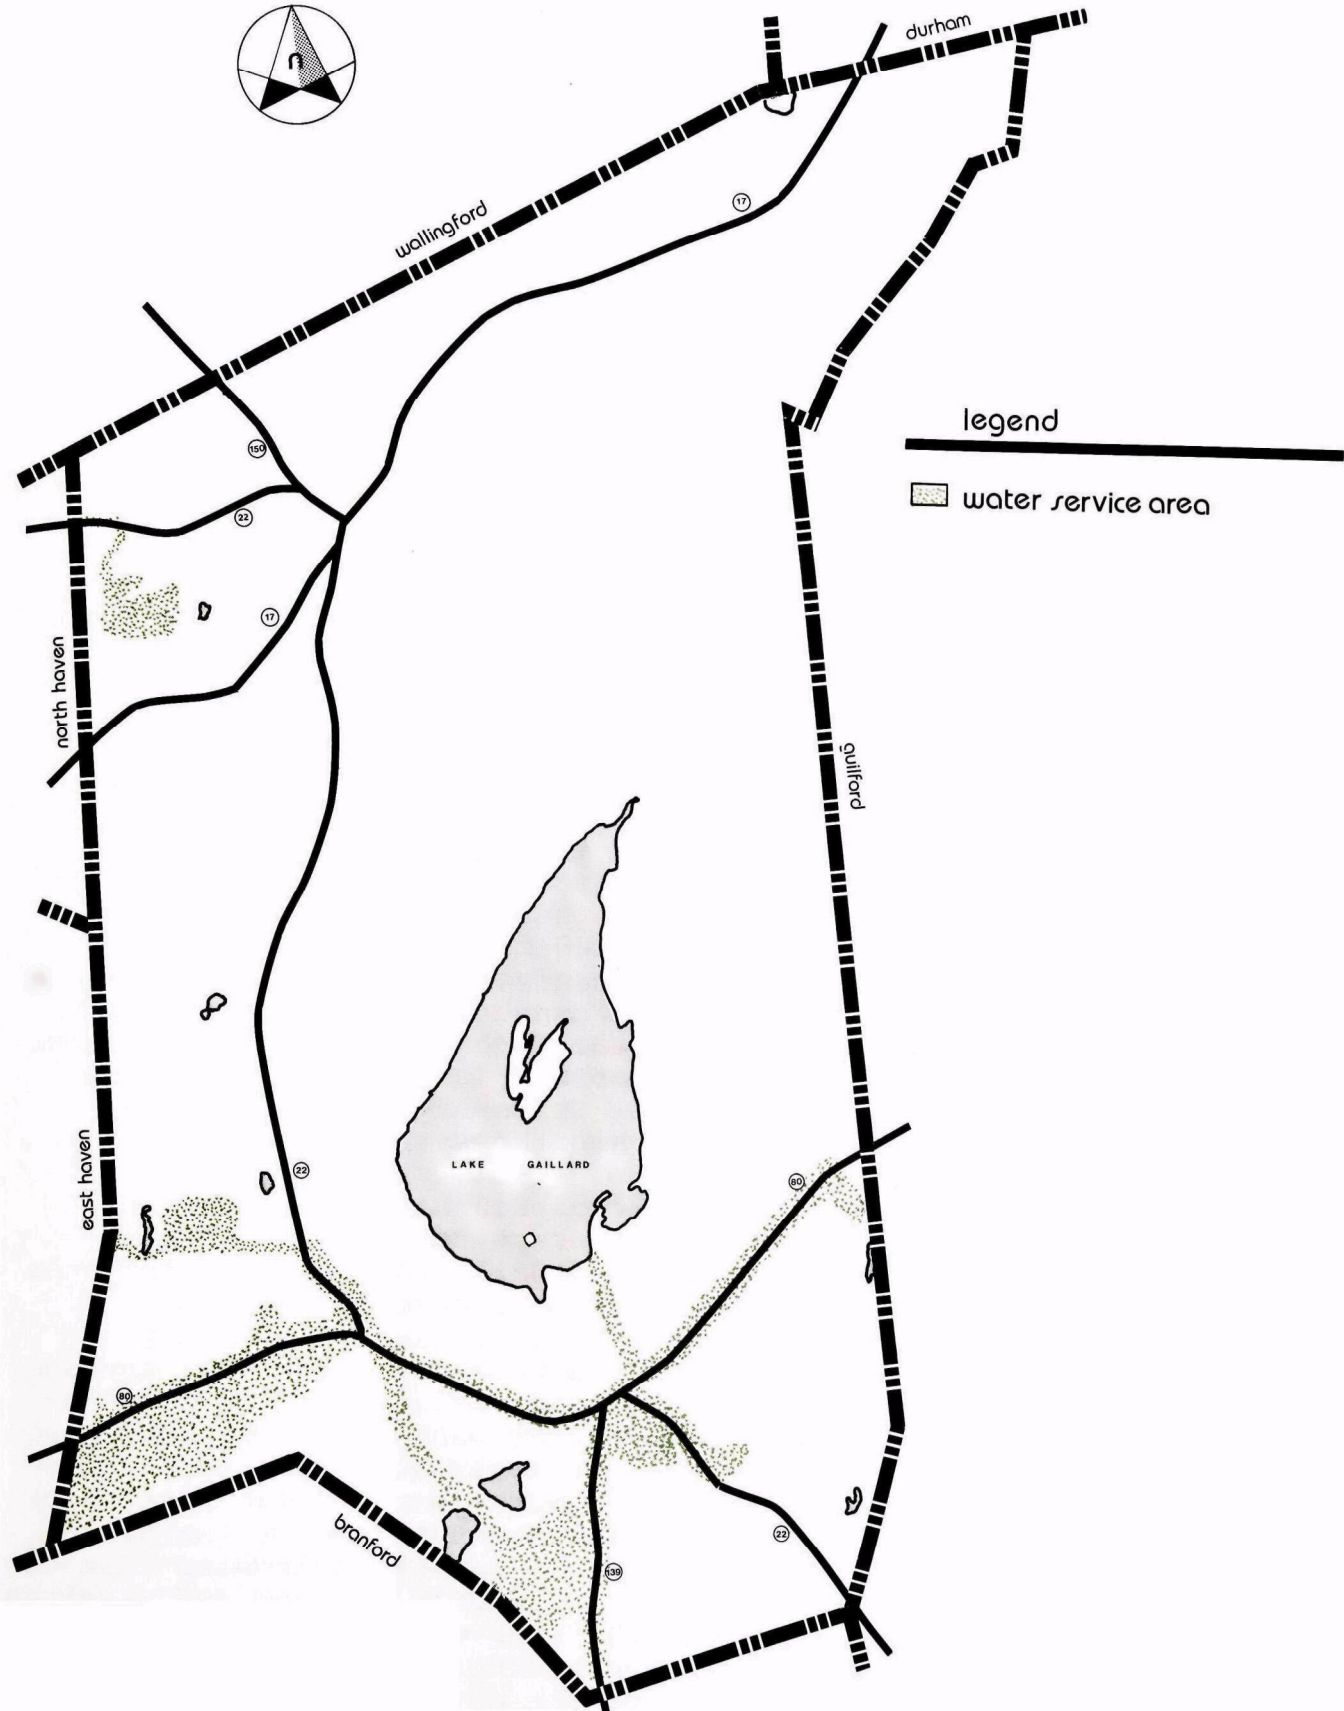 n
durham
17
wallingford
legend
150
water service area
22
17
north haven
guilford
east haven
LAKE GAILLARD
22
80
80
branford
22
139